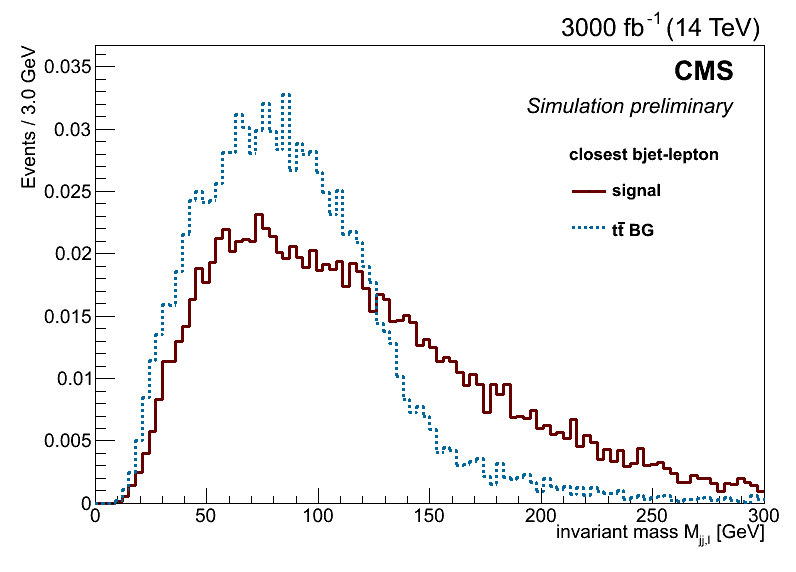 3000 fb⁻¹ (14 TeV)
CMS
Simulation preliminary
closest bjet-lepton
signal
tt̄ BG
Events / 3.0 GeV
0.035
0.03
0.025
0.02
0.015
0.01
0.005
0
0 50 100 150 200 250 300
invariant mass M_jj,l [GeV]